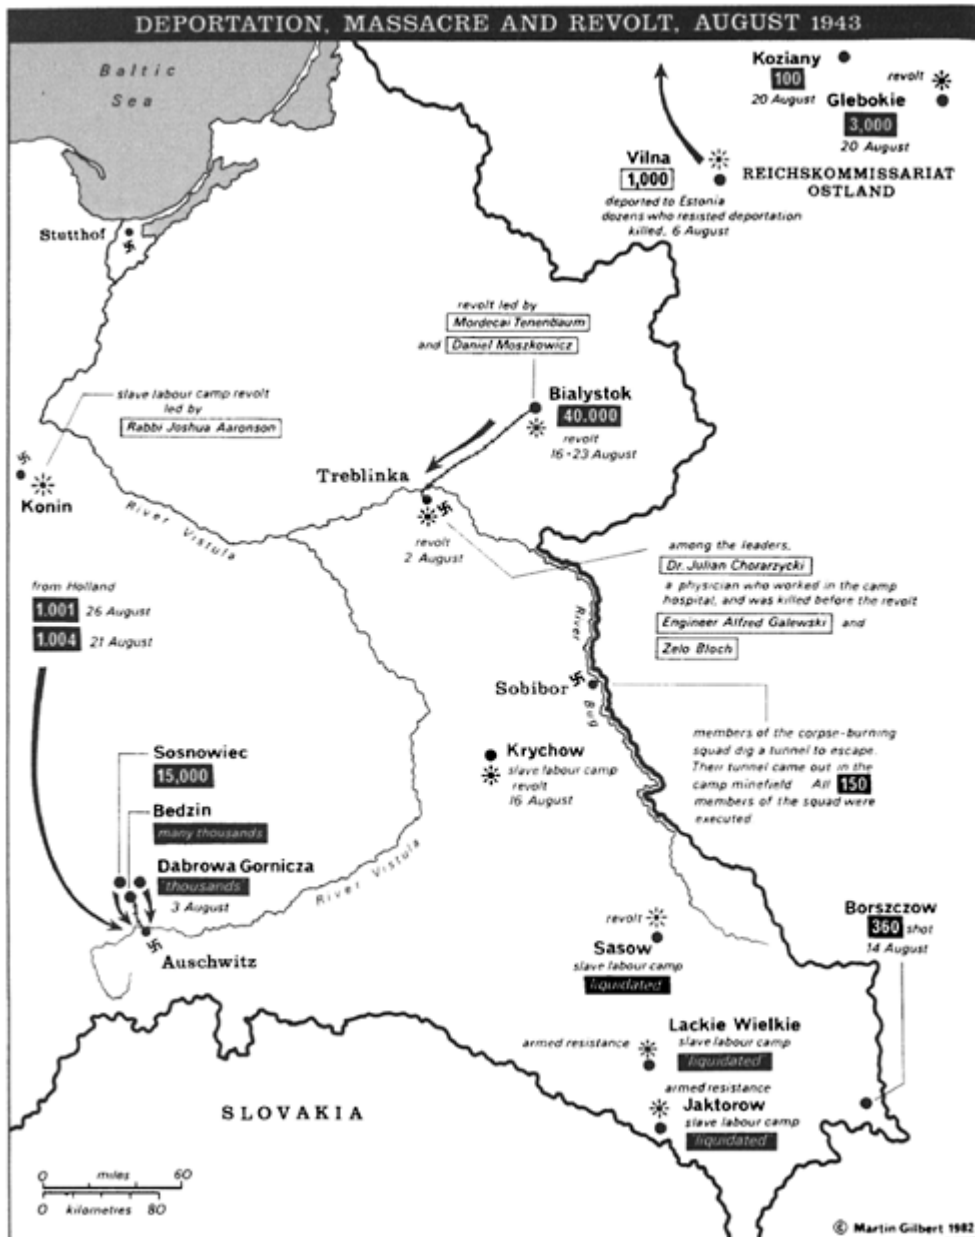 DEPORTATION, MASSACRE AND REVOLT, AUGUST 1943
Baltic
Sea
Koziany
100
20 August
revolt
Glebokie
3,000
20 August
Vilna
1,000
deported to Estonia
dozens who resisted deportation
killed, 6 August
REICHSKOMMISSARIAT
OSTLAND
Stutthof
revolt led by
Mordecai Tenenbaum
and Daniel Moszkowicz
slave labour camp revolt
led by
Rabbi Joshua Aaronson
Bialystok
40.000
revolt
16-23 August
Konin
Treblinka
revolt
2 August
River Vistula
among the leaders,
Dr. Julian Chorarzycki
a physician who worked in the camp
hospital, and was killed before the revolt
Engineer Alfred Galewski and
Zelo Bloch
from Holland
1.001 26 August
1.004 21 August
River Bug
Sobibor
members of the corpse-burning
squad dig a tunnel to escape.
Their tunnel came out in the
camp minefield All 150
members of the squad were
executed
Krychow
slave labour camp
revolt
16 August
Sosnowiec
15,000
Bedzin
many thousands
Dabrowa Gornicza
'thousands'
3 August
River Vistula
Auschwitz
revolt
Sasow
slave labour camp
'liquidated'
Borszczow
360 shot
14 August
armed resistance
Lackie Wielkie
slave labour camp
'liquidated'
armed resistance
Jaktorow
slave labour camp
'liquidated'
SLOVAKIA
0 miles 60
0 kilometres 80
© Martin Gilbert 1982